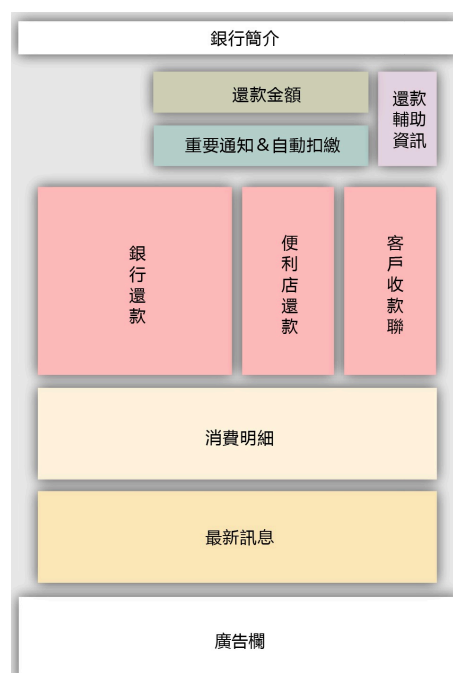 銀行簡介
還款金額
重要通知＆自動扣繳
還款
輔助
資訊
銀行還款
便利店還款
客戶收款聯
消費明細
最新訊息
廣告欄